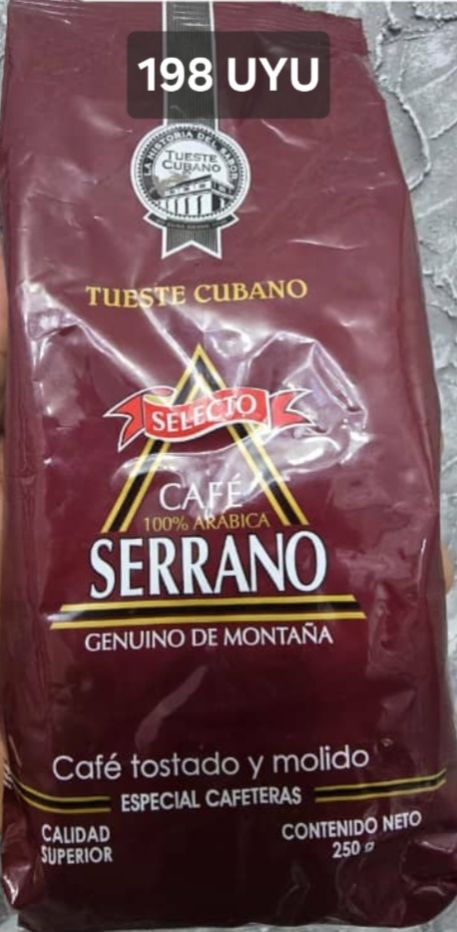 198 UYU
LA HISTORIA DEL SABOR
TUESTE
CUBANO
TUESTE CUBANO
SELECTO
CAFÉ
100% ARÁBICA
SERRANO
GENUINO DE MONTAÑA
Café tostado y molido
ESPECIAL CAFETERAS
CALIDAD
SUPERIOR
CONTENIDO NETO
250 g